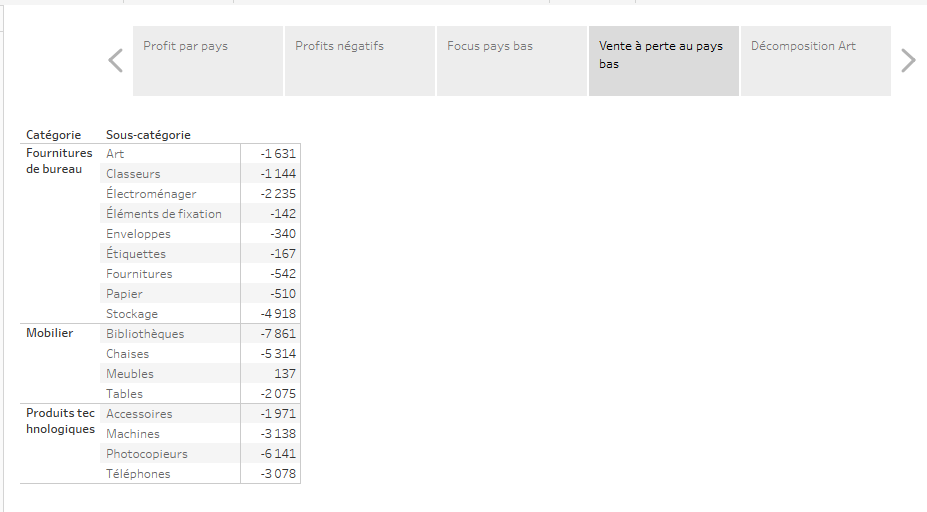 Profit par pays
Profits négatifs
Focus pays bas
Vente à perte au pays
bas
Décomposition Art
Catégorie Sous-catégorie
Fournitures Art -1 631
de bureau Classeurs -1 144
Électroménager -2 235
Éléments de fixation -142
Enveloppes -340
Étiquettes -167
Fournitures -542
Papier -510
Stockage -4 918
Mobilier Bibliothèques -7 861
Chaises -5 314
Meubles 137
Tables -2 075
Produits tec Accessoires -1 971
hnologiques Machines -3 138
Photocopieurs -6 141
Téléphones -3 078